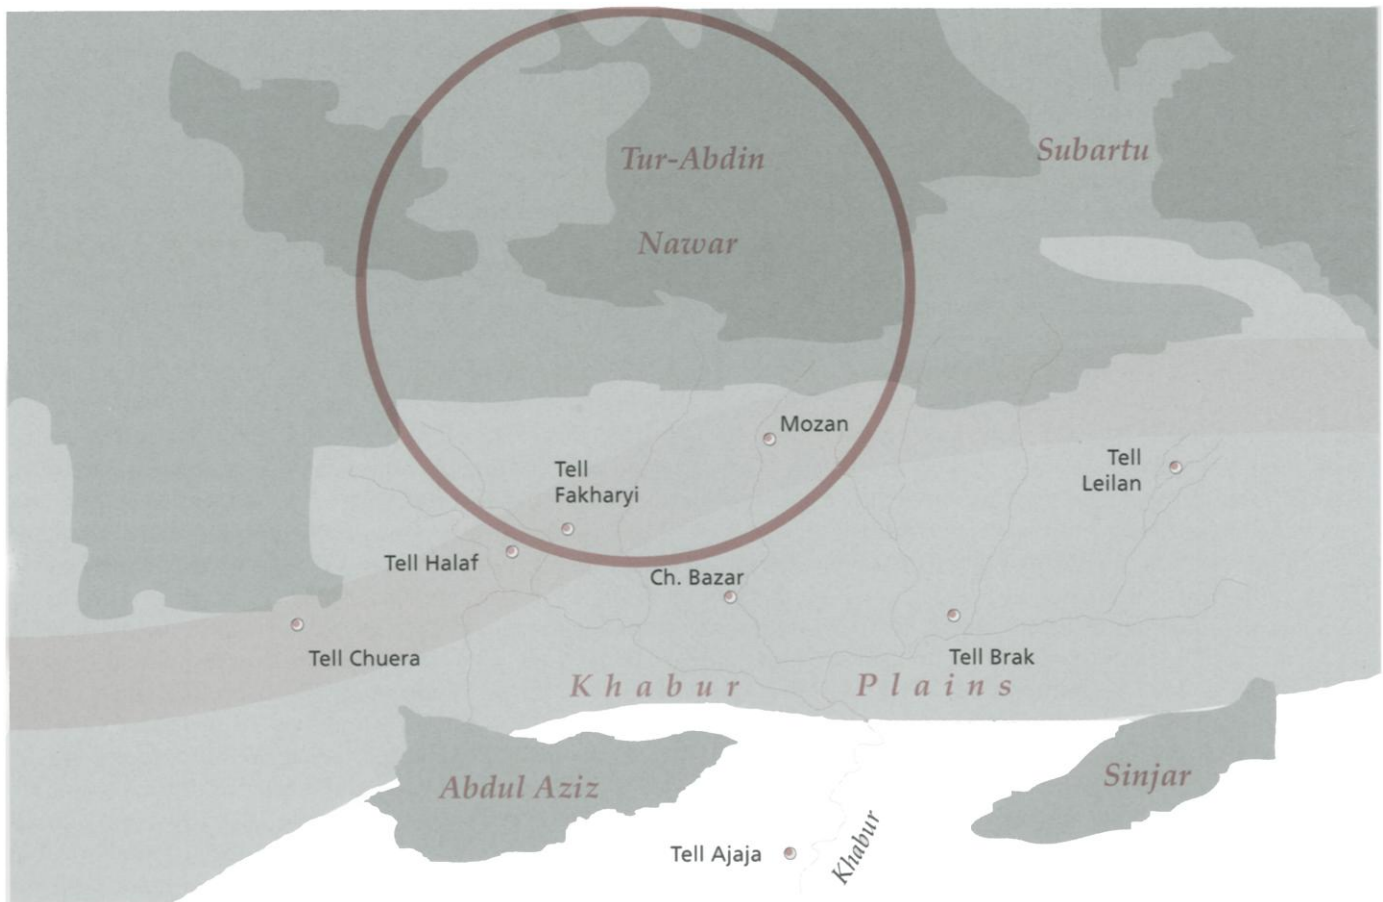 Tur-Abdin
Subartu
Nawar
Mozan
Tell
Fakharyi
Tell
Leilan
Tell Halaf
Ch. Bazar
Tell Chuera
Tell Brak
Khabur Plains
Abdul Aziz
Sinjar
Tell Ajaja
Khabur